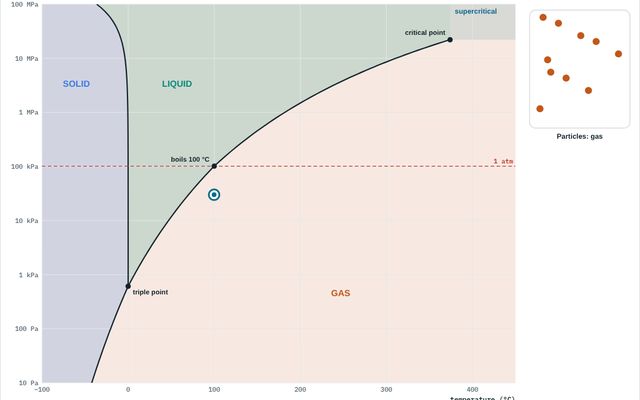 100 MPa
supercritical
critical point
10 MPa
SOLID
LIQUID
1 MPa
Particles: gas
boils 100 °C
1 atm
100 kPa
10 kPa
1 kPa
triple point
GAS
100 Pa
10 Pa
−100
0
100
200
300
400
temperature (°C)